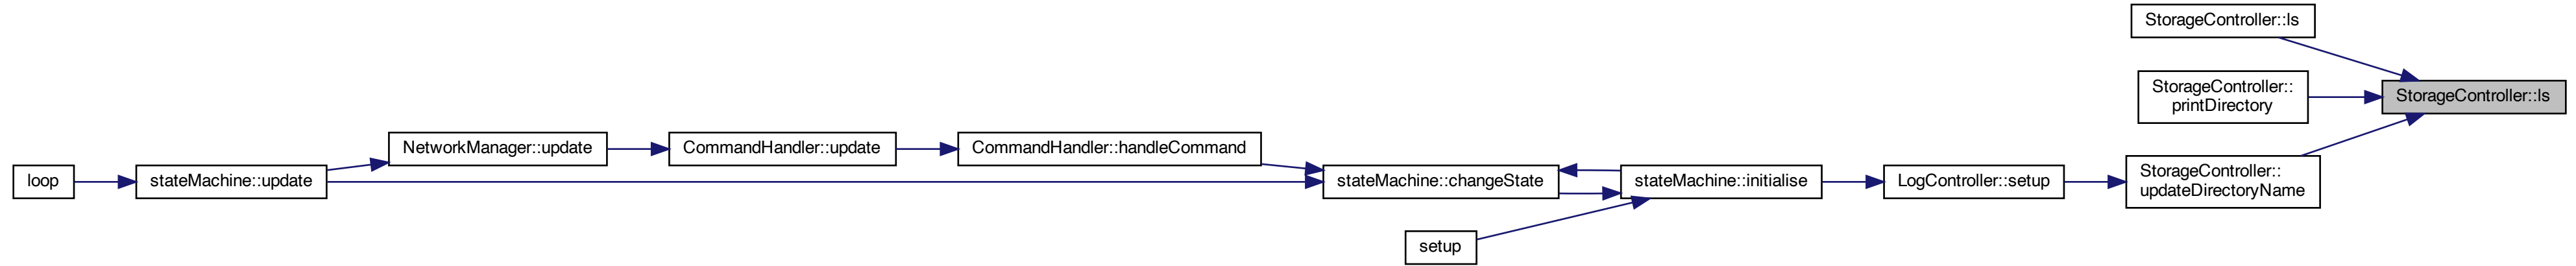 StorageController::ls
StorageController::
printDirectory
StorageController::ls
NetworkManager::update
CommandHandler::update
CommandHandler::handleCommand
loop
stateMachine::update
stateMachine::changeState
stateMachine::initialise
LogController::setup
StorageController::
updateDirectoryName
setup